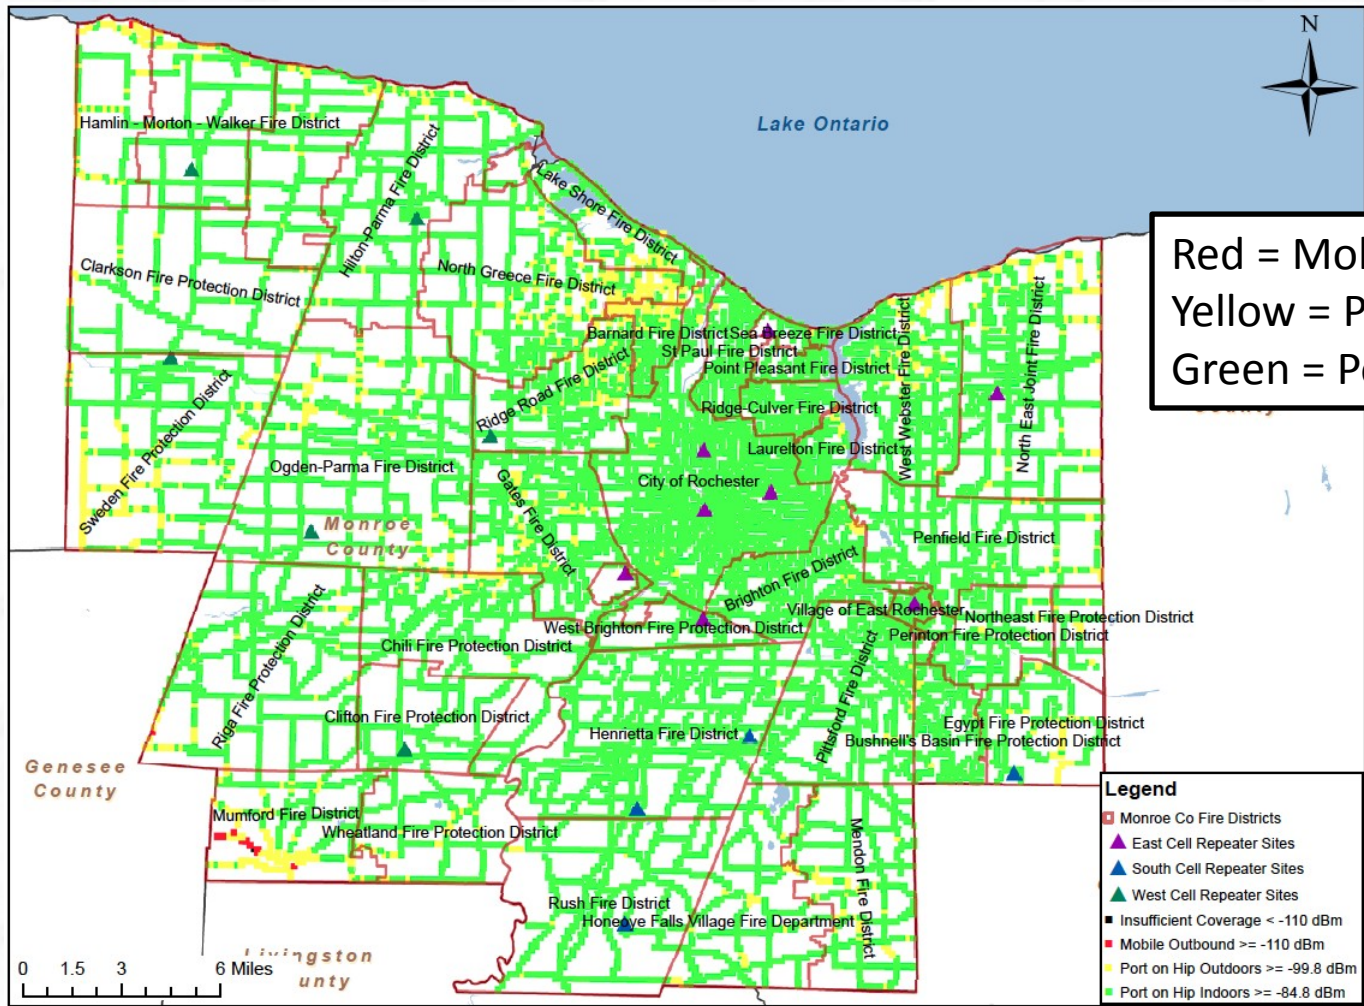 N
Lake Ontario
Hamlin - Morton - Walker Fire District
Hilton-Parma Fire District
Lake Shore Fire District
Clarkson Fire Protection District
North Greece Fire District
Red = Mo
Yellow = P
Green = P
County
Barnard Fire District
Sea Breeze Fire District
St Paul Fire District
Point Pleasant Fire District
West Webster Fire District
North East Joint Fire District
Ridge Road Fire District
Ridge-Culver Fire District
Sweden Fire Protection District
Laurelton Fire District
Ogden-Parma Fire District
Gates Fire District
City of Rochester
Monroe
County
Penfield Fire District
Brighton Fire District
Village of East Rochester
Northeast Fire Protection District
West Brighton Fire Protection District
Perinton Fire Protection District
Riga Fire Protection District
Chili Fire Protection District
Pittsford Fire District
Clifton Fire Protection District
Henrietta Fire District
Egypt Fire Protection District
Bushnell's Basin Fire Protection District
Genesee
County
Mumford Fire District
Wheatland Fire Protection District
Mendon Fire District
Rush Fire District
Honeoye Falls Village Fire Department
Livingston
unty
0 1.5 3 6 Miles
Legend
Monroe Co Fire Districts
East Cell Repeater Sites
South Cell Repeater Sites
West Cell Repeater Sites
Insufficient Coverage < -110 dBm
Mobile Outbound >= -110 dBm
Port on Hip Outdoors >= -99.8 dBm
Port on Hip Indoors >= -84.8 dBm